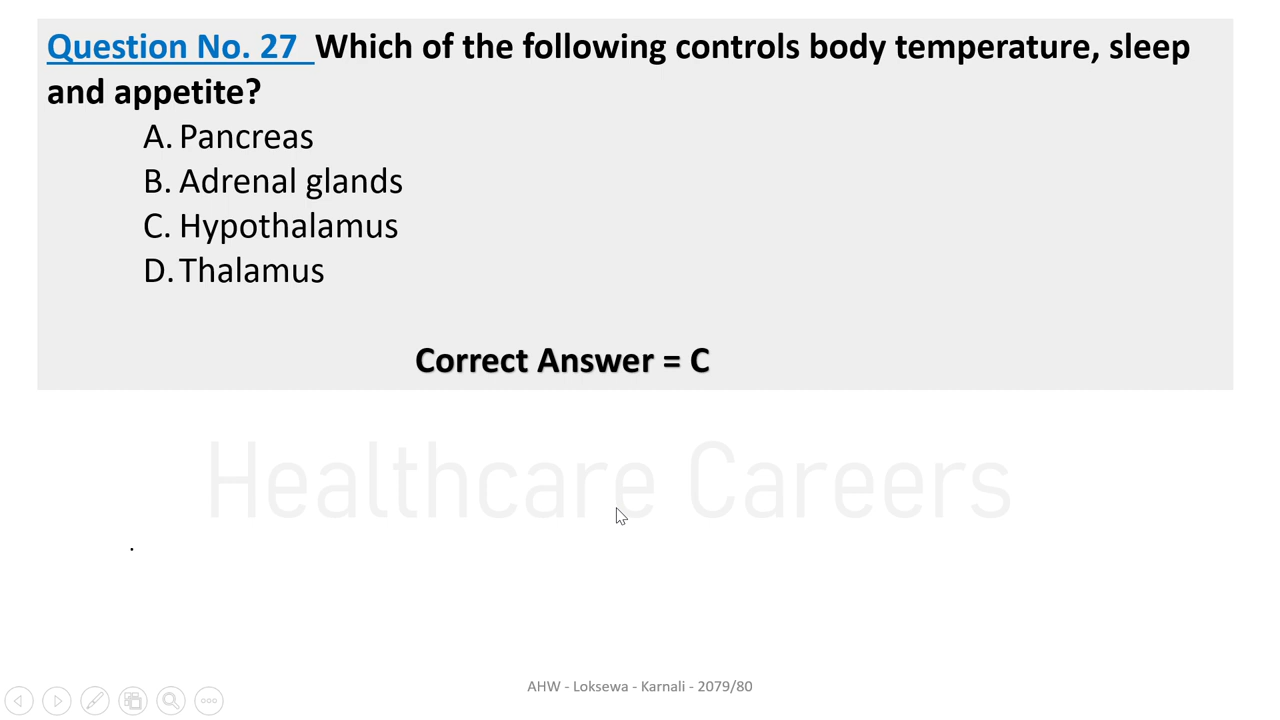 Question No. 27 Which of the following controls body temperature, sleep
and appetite?
A. Pancreas
B. Adrenal glands
C. Hypothalamus
D. Thalamus
Correct Answer = C
Healthcare Careers
.
AHW - Loksewa - Karnali - 2079/80